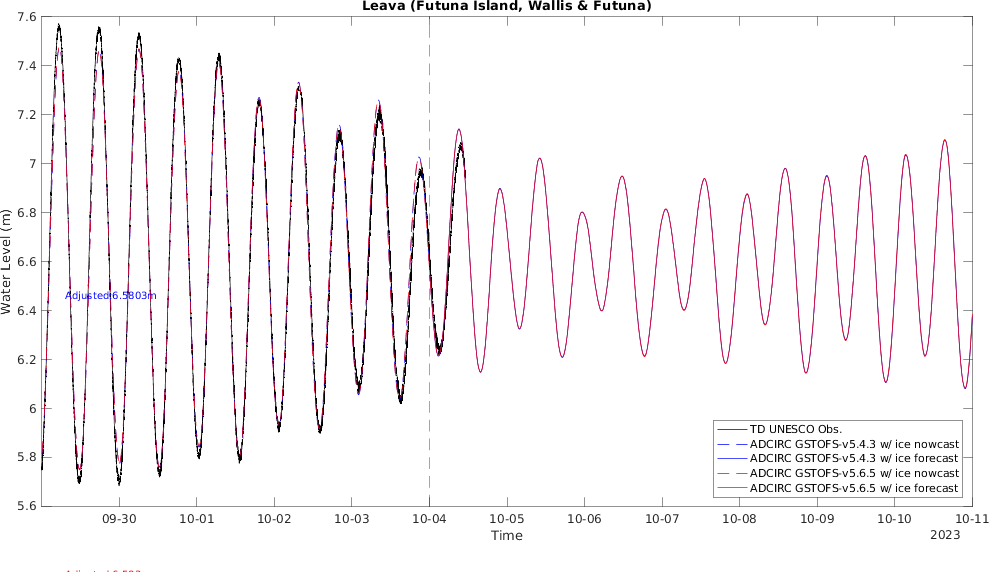 Leava (Futuna Island, Wallis & Futuna)
7.6
7.4
7.2
7
6.8
6.6
6.4
6.2
6
5.8
5.6
Water Level (m)
Adjusted 6.5803m
TD UNESCO Obs.
ADCIRC GSTOFS-v5.4.3 w/ ice nowcast
ADCIRC GSTOFS-v5.4.3 w/ ice forecast
ADCIRC GSTOFS-v5.6.5 w/ ice nowcast
ADCIRC GSTOFS-v5.6.5 w/ ice forecast
09-30 10-01 10-02 10-03 10-04 10-05 10-06 10-07 10-08 10-09 10-10 10-11
Time
2023